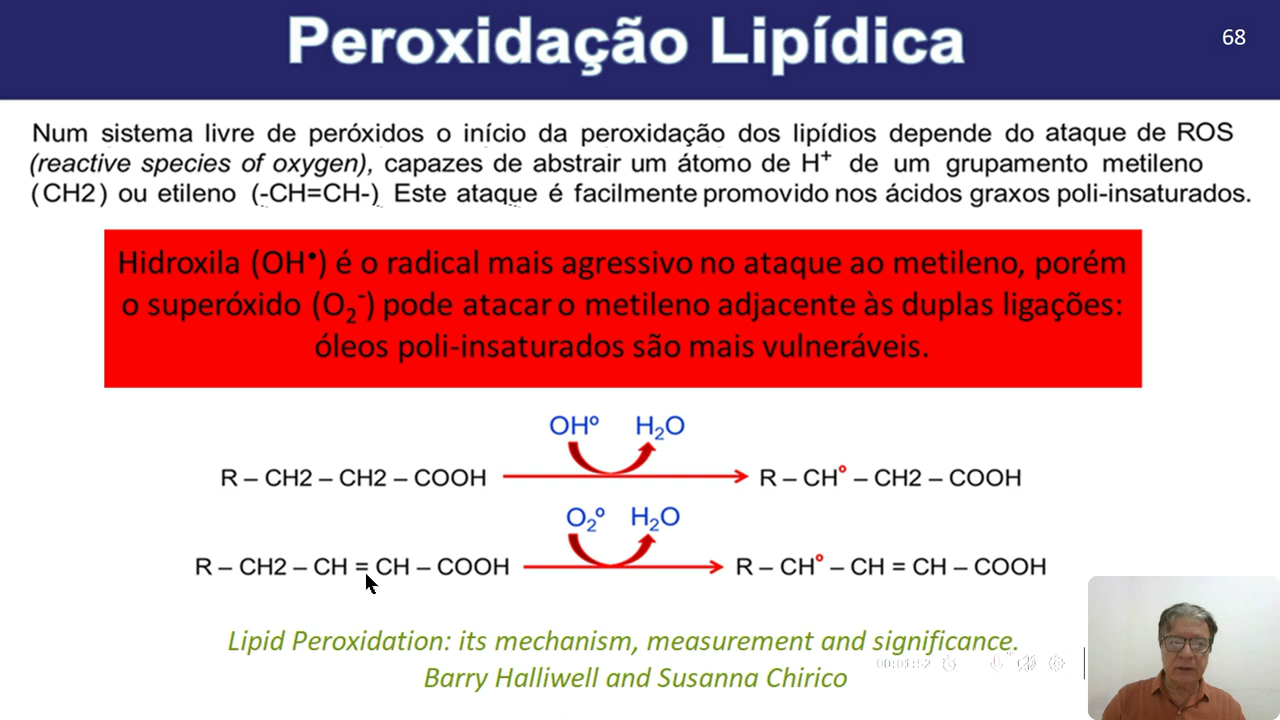 Peroxidação Lipídica
68
Num sistema livre de peróxidos o início da peroxidação dos lipídios depende do ataque de ROS
(reactive species of oxygen), capazes de abstrair um átomo de H⁺ de um grupamento metileno
(CH2) ou etileno (-CH=CH-) Este ataque é facilmente promovido nos ácidos graxos poli-insaturados.
Hidroxila (OH•) é o radical mais agressivo no ataque ao metileno, porém
o superóxido (O₂⁻) pode atacar o metileno adjacente às duplas ligações:
óleos poli-insaturados são mais vulneráveis.
OHº H₂O
R – CH2 – CH2 – COOH R – CH° – CH2 – COOH
O₂º H₂O
R – CH2 – CH = CH – COOH R – CH° – CH = CH – COOH
Lipid Peroxidation: its mechanism, measurement and significance.
Barry Halliwell and Susanna Chirico
00:01:52